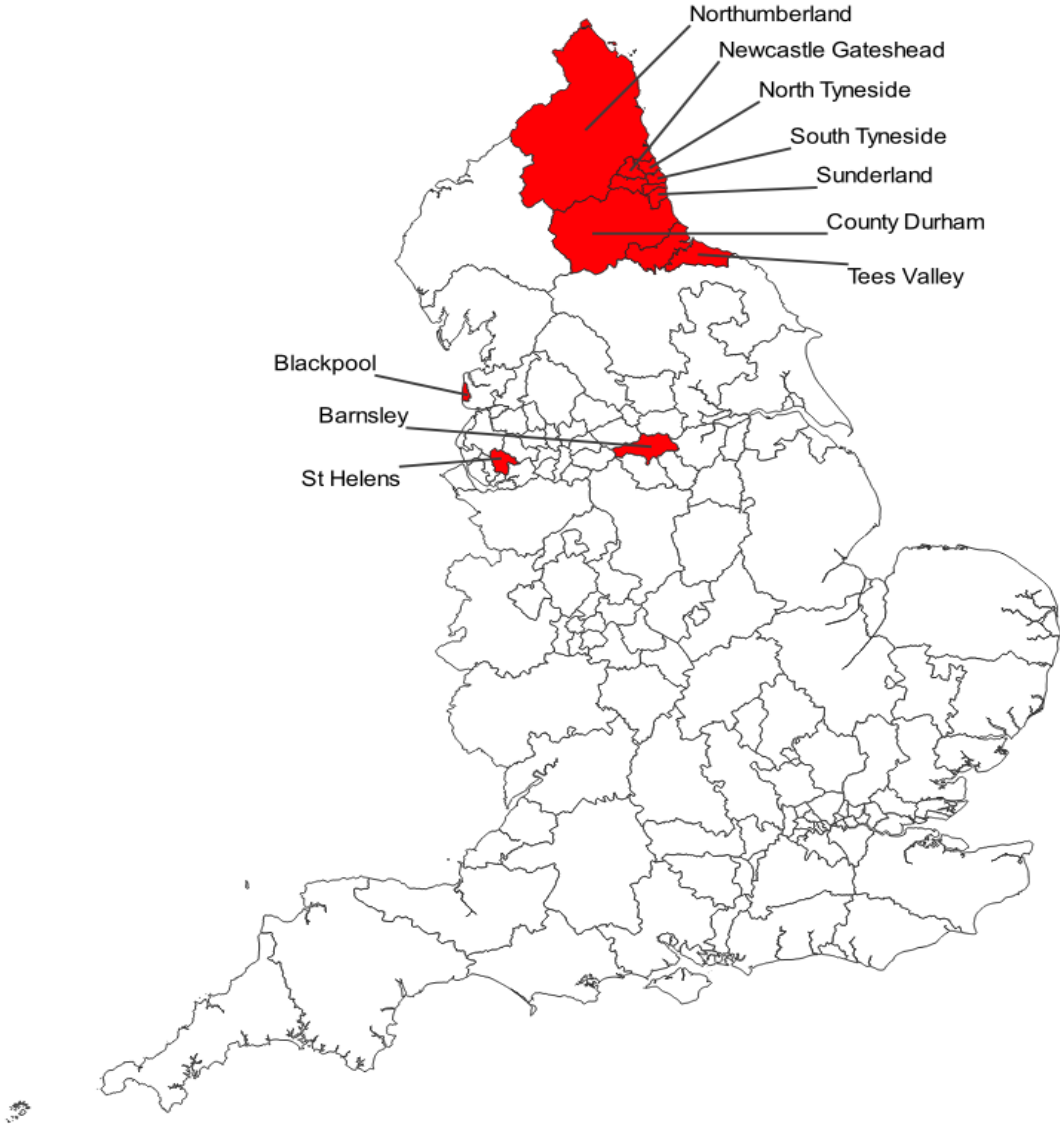 Northumberland
Newcastle Gateshead
North Tyneside
South Tyneside
Sunderland
County Durham
Tees Valley
Blackpool
Barnsley
St Helens